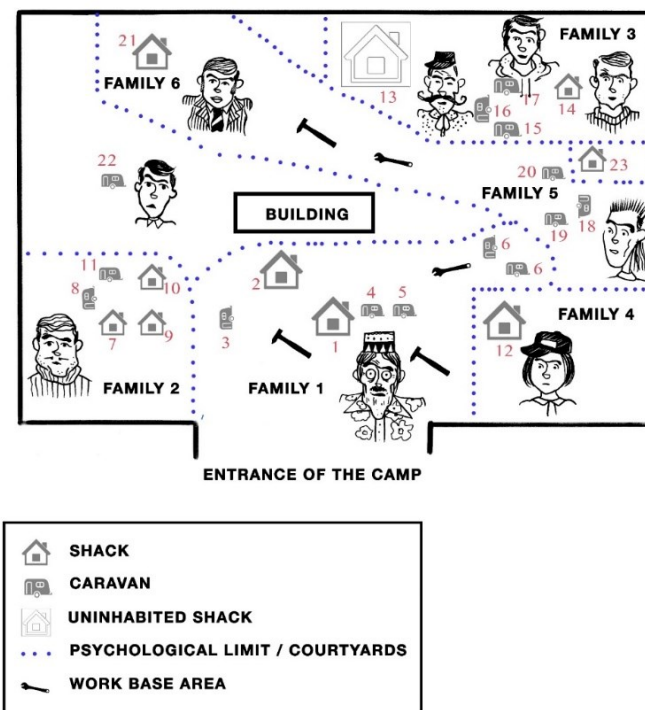 21
FAMILY 6
13
FAMILY 3
17
16
14
15
22
20
23
FAMILY 5
BUILDING
19
18
11
8
10
7
9
FAMILY 2
2
3
1
4
5
FAMILY 1
6
6
12
FAMILY 4
ENTRANCE OF THE CAMP
SHACK
CARAVAN
UNINHABITED SHACK
PSYCHOLOGICAL LIMIT / COURTYARDS
WORK BASE AREA